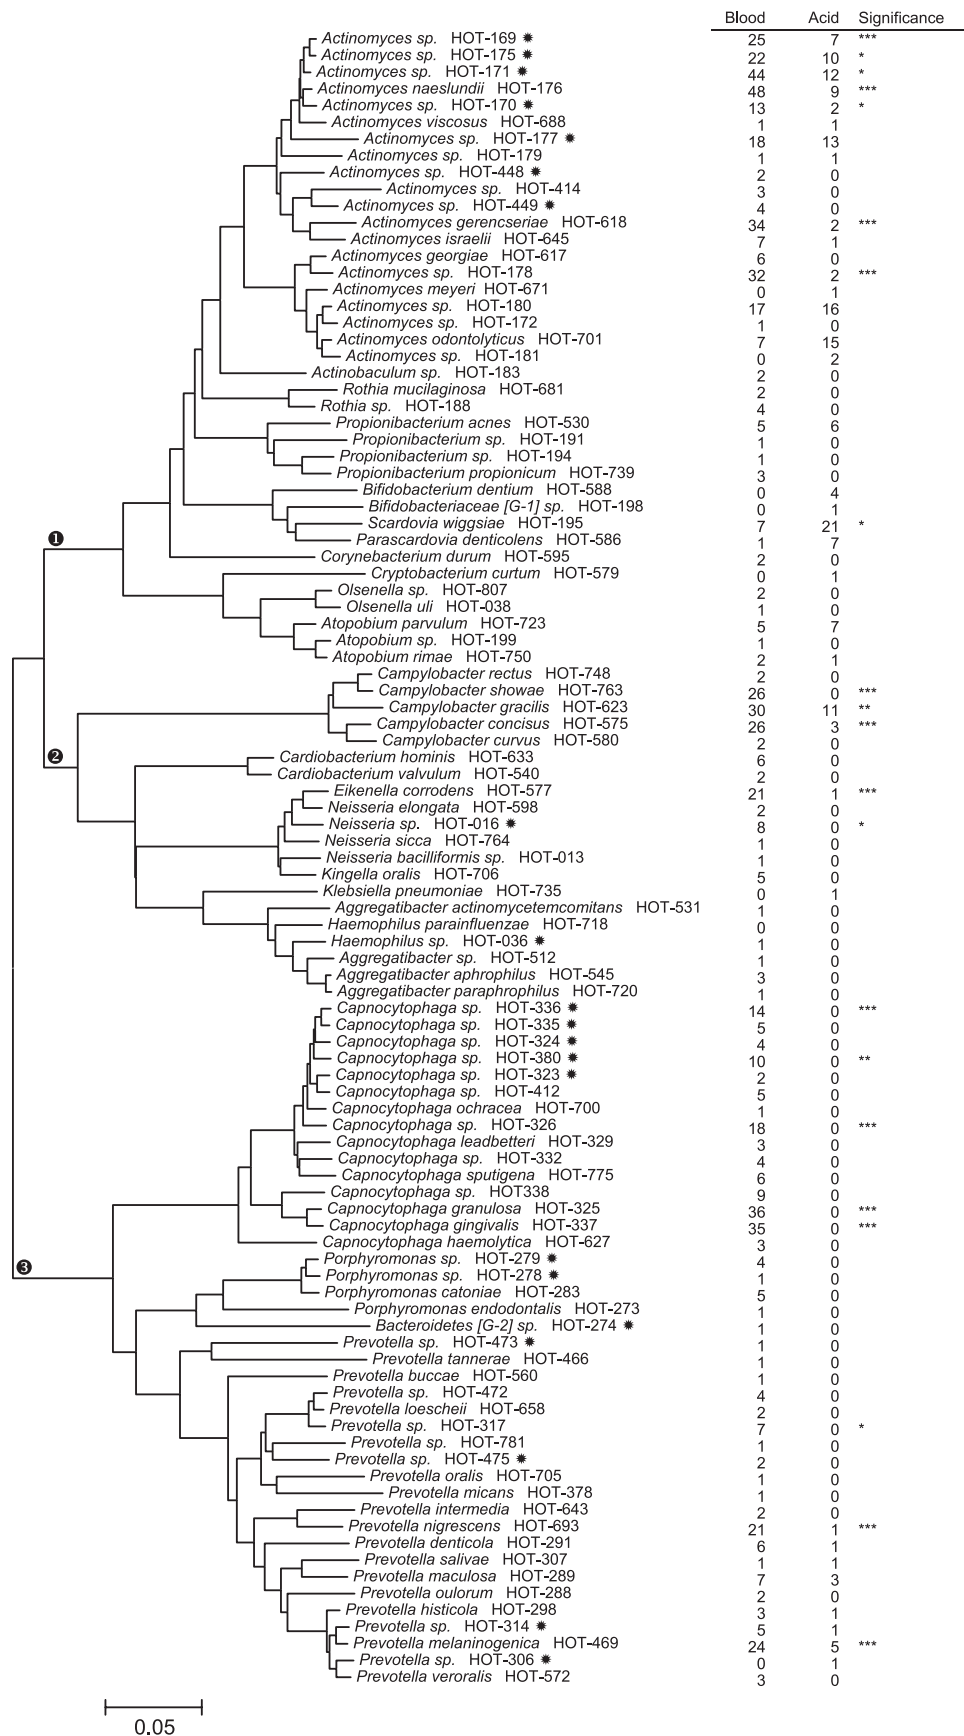 Blood Acid Significance
Actinomyces sp. HOT-169 ✹ 25 7 ***
Actinomyces sp. HOT-175 ✹ 22 10 *
Actinomyces sp. HOT-171 ✹ 44 12 *
Actinomyces naeslundii HOT-176 48 9 ***
Actinomyces sp. HOT-170 ✹ 13 2 *
Actinomyces viscosus HOT-688 1 1
Actinomyces sp. HOT-177 ✹ 18 13
Actinomyces sp. HOT-179 1 1
Actinomyces sp. HOT-448 ✹ 2 0
Actinomyces sp. HOT-414 3 0
Actinomyces sp. HOT-449 ✹ 4 0
Actinomyces gerencseriae HOT-618 34 2 ***
Actinomyces israelii HOT-645 7 1
Actinomyces georgiae HOT-617 6 0
Actinomyces sp. HOT-178 32 2 ***
Actinomyces meyeri HOT-671 0 1
Actinomyces sp. HOT-180 17 16
Actinomyces sp. HOT-172 1 0
Actinomyces odontolyticus HOT-701 7 15
Actinomyces sp. HOT-181 0 2
Actinobaculum sp. HOT-183 2 0
Rothia mucilaginosa HOT-681 2 0
Rothia sp. HOT-188 4 0
Propionibacterium acnes HOT-530 5 6
Propionibacterium sp. HOT-191 1 0
Propionibacterium sp. HOT-194 1 0
Propionibacterium propionicum HOT-739 3 0
Bifidobacterium dentium HOT-588 0 4
Bifidobacteriaceae [G-1] sp. HOT-198 0 1
Scardovia wiggsiae HOT-195 7 21 *
❶ Parascardovia denticolens HOT-586 1 7
Corynebacterium durum HOT-595 2 0
Cryptobacterium curtum HOT-579 0 1
Olsenella sp. HOT-807 2 0
Olsenella uli HOT-038 1 0
Atopobium parvulum HOT-723 5 7
Atopobium sp. HOT-199 1 0
Atopobium rimae HOT-750 2 1
Campylobacter rectus HOT-748 2 0
Campylobacter showae HOT-763 26 0 ***
Campylobacter gracilis HOT-623 30 11 **
Campylobacter concisus HOT-575 26 3 ***
Campylobacter curvus HOT-580 2 0
❷ Cardiobacterium hominis HOT-633 6 0
Cardiobacterium valvulum HOT-540 2 0
Eikenella corrodens HOT-577 21 1 ***
Neisseria elongata HOT-598 2 0
Neisseria sp. HOT-016 ✹ 8 0 *
Neisseria sicca HOT-764 1 0
Neisseria bacilliformis sp. HOT-013 1 0
Kingella oralis HOT-706 5 0
Klebsiella pneumoniae HOT-735 0 1
Aggregatibacter actinomycetemcomitans HOT-531 1 0
Haemophilus parainfluenzae HOT-718 0 0
Haemophilus sp. HOT-036 ✹ 1 0
Aggregatibacter sp. HOT-512 1 0
Aggregatibacter aphrophilus HOT-545 3 0
Aggregatibacter paraphrophilus HOT-720 1 0
Capnocytophaga sp. HOT-336 ✹ 14 0 ***
Capnocytophaga sp. HOT-335 ✹ 5 0
Capnocytophaga sp. HOT-324 ✹ 4 0
Capnocytophaga sp. HOT-380 ✹ 10 0 **
Capnocytophaga sp. HOT-323 ✹ 2 0
Capnocytophaga sp. HOT-412 5 0
Capnocytophaga ochracea HOT-700 1 0
Capnocytophaga sp. HOT-326 18 0 ***
Capnocytophaga leadbetteri HOT-329 3 0
Capnocytophaga sp. HOT-332 4 0
Capnocytophaga sputigena HOT-775 6 0
Capnocytophaga sp. HOT338 9 0
Capnocytophaga granulosa HOT-325 36 0 ***
Capnocytophaga gingivalis HOT-337 35 0 ***
Capnocytophaga haemolytica HOT-627 3 0
❸ Porphyromonas sp. HOT-279 ✹ 4 0
Porphyromonas sp. HOT-278 ✹ 1 0
Porphyromonas catoniae HOT-283 5 0
Porphyromonas endodontalis HOT-273 1 0
Bacteroidetes [G-2] sp. HOT-274 ✹ 1 0
Prevotella sp. HOT-473 ✹ 1 0
Prevotella tannerae HOT-466 1 0
Prevotella buccae HOT-560 1 0
Prevotella sp. HOT-472 4 0
Prevotella loescheii HOT-658 2 0
Prevotella sp. HOT-317 7 0 *
Prevotella sp. HOT-781 1 0
Prevotella sp. HOT-475 ✹ 2 0
Prevotella oralis HOT-705 1 0
Prevotella micans HOT-378 1 0
Prevotella intermedia HOT-643 2 0
Prevotella nigrescens HOT-693 21 1 ***
Prevotella denticola HOT-291 6 1
Prevotella salivae HOT-307 1 1
Prevotella maculosa HOT-289 7 3
Prevotella oulorum HOT-288 2 0
Prevotella histicola HOT-298 3 1
Prevotella sp. HOT-314 ✹ 5 1
Prevotella melaninogenica HOT-469 24 5 ***
Prevotella sp. HOT-306 ✹ 0 1
Prevotella veroralis HOT-572 3 0
0.05